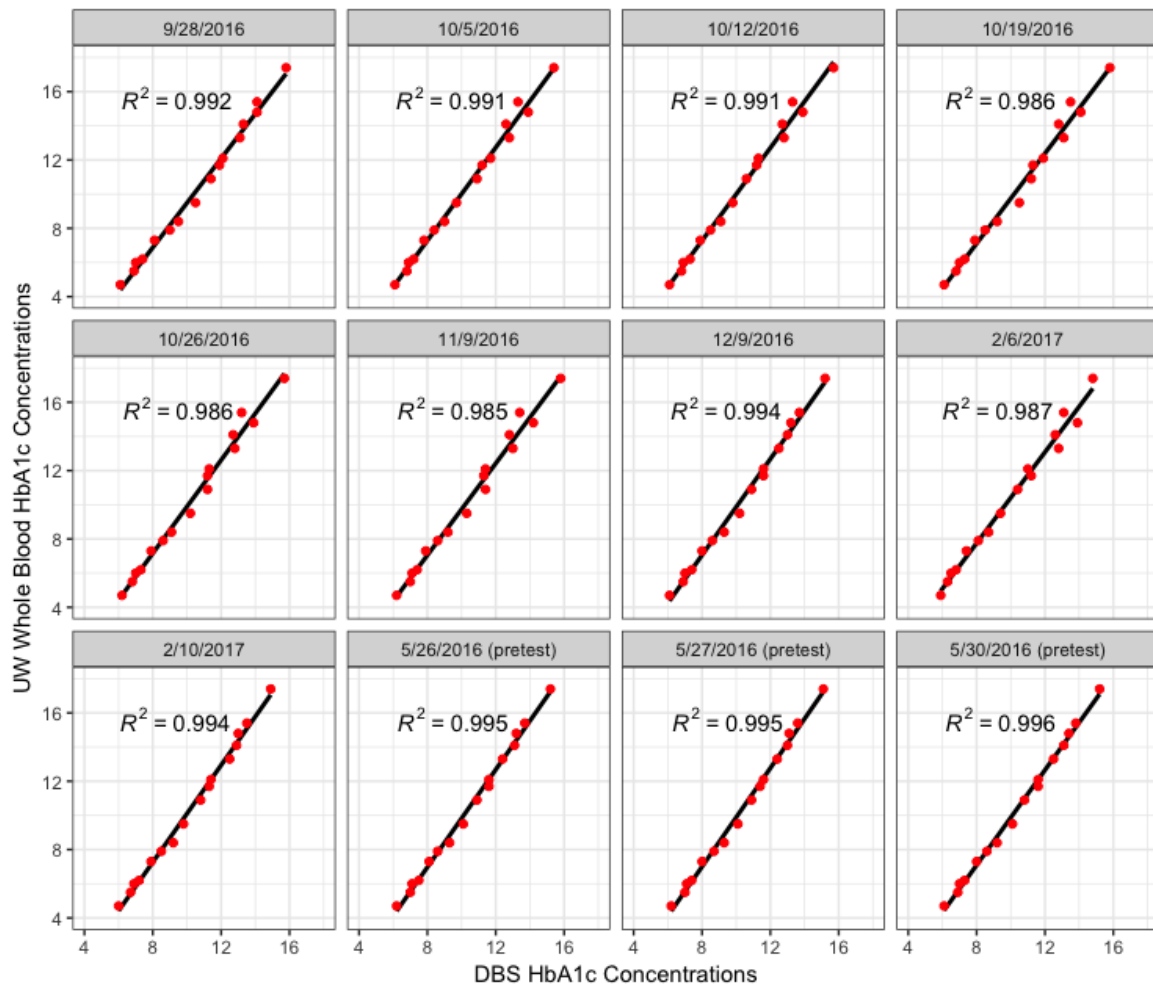 9/28/2016 10/5/2016 10/12/2016 10/19/2016
16
R² = 0.992 R² = 0.991 R² = 0.991 R² = 0.986
12
8
4
10/26/2016 11/9/2016 12/9/2016 2/6/2017
16
R² = 0.986 R² = 0.985 R² = 0.994 R² = 0.987
12
8
4
UW Whole Blood HbA1c Concentrations
2/10/2017 5/26/2016 (pretest) 5/27/2016 (pretest) 5/30/2016 (pretest)
16
R² = 0.994 R² = 0.995 R² = 0.995 R² = 0.996
12
8
4
4 8 12 16 4 8 12 16 4 8 12 16 4 8 12 16
DBS HbA1c Concentrations